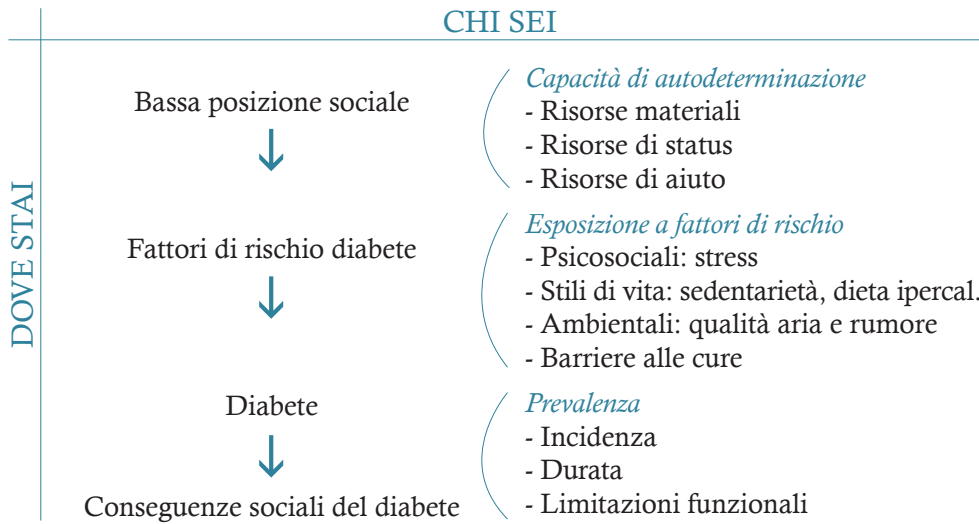 CHI SEI
DOVE STAI
Bassa posizione sociale
Capacità di autodeterminazione
- Risorse materiali
- Risorse di status
- Risorse di aiuto
Fattori di rischio diabete
Esposizione a fattori di rischio
- Psicosociali: stress
- Stili di vita: sedentarietà, dieta ipercal.
- Ambientali: qualità aria e rumore
- Barriere alle cure
Diabete
Conseguenze sociali del diabete
Prevalenza
- Incidenza
- Durata
- Limitazioni funzionali